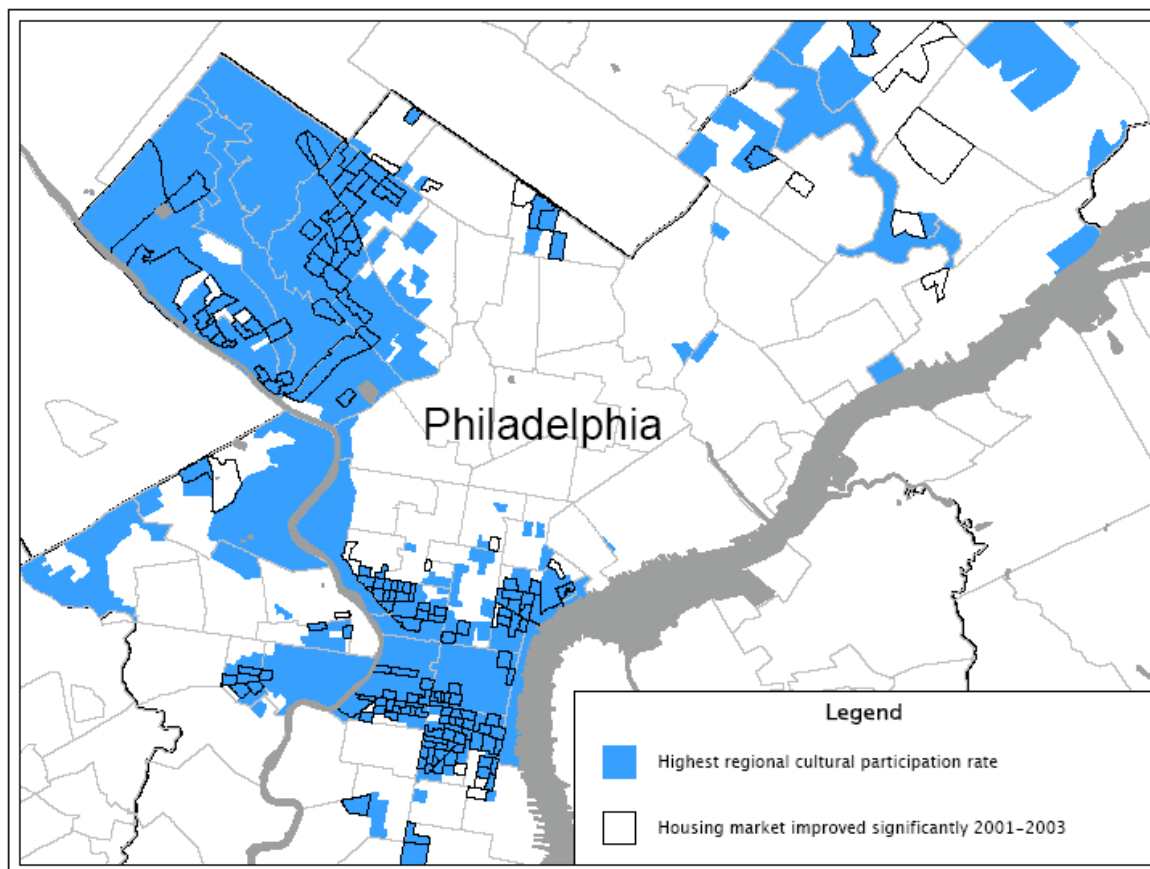 Philadelphia
Legend
Highest regional cultural participation rate
Housing market improved significantly 2001-2003